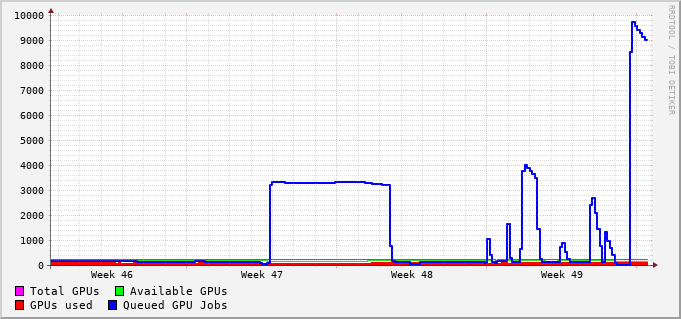 RRDTOOL / TOBI OETIKER
10000
9000
8000
7000
6000
5000
4000
3000
2000
1000
0
Week 46 Week 47 Week 48 Week 49
Total GPUs Available GPUs
GPUs used Queued GPU Jobs